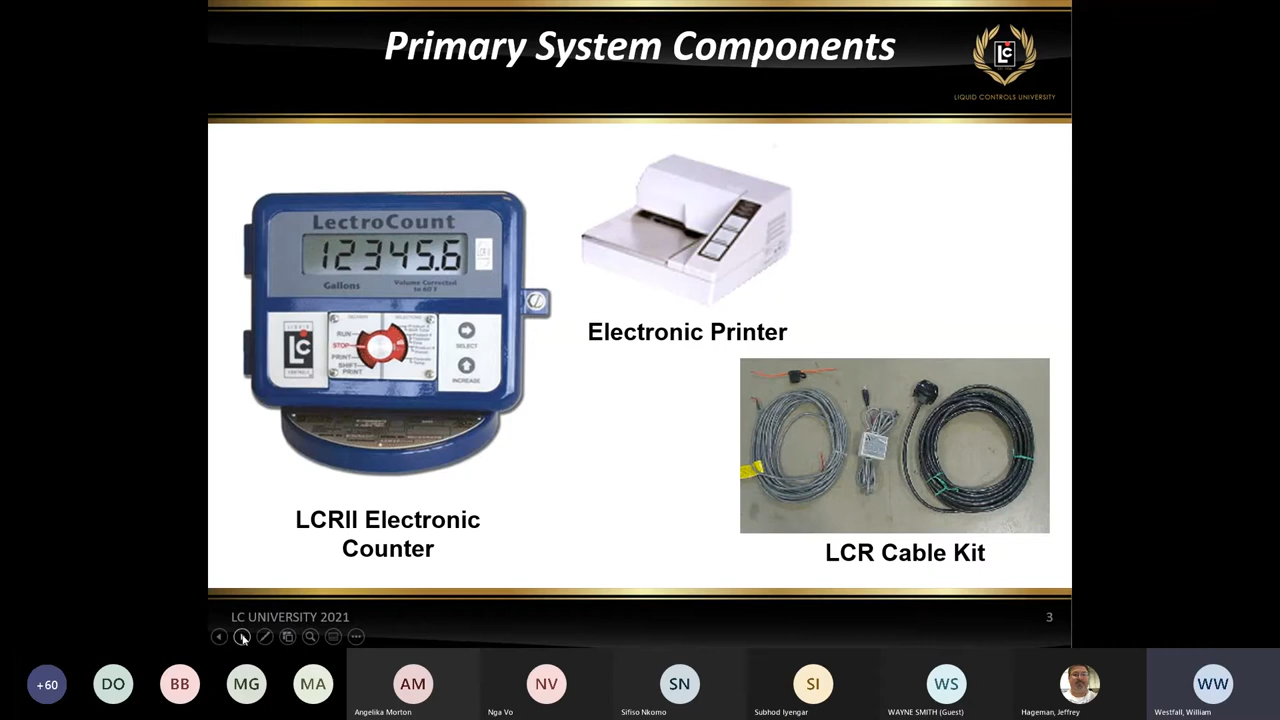 Primary System Components
LC
LIQUID CONTROLS UNIVERSITY
LectroCount
12345.6
Gallons
Volume Corrected
to 60 F
RUN
STOP
PRINT
SHIFT
PRINT
SELECT
INCREASE
LIQUID
LC
CONTROLS
Electronic Printer
LCRII Electronic
Counter
LCR Cable Kit
LC UNIVERSITY 2021
3
+60
DO
BB
MG
MA
AM
NV
SN
SI
WS
WW
Angelika Morton
Nga Vo
Sifiso Nkomo
Subhod Iyengar
WAYNE SMITH (Guest)
Hageman, Jeffrey
Westfall, William